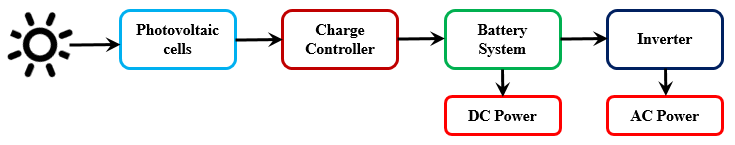 Photovoltaic
cells
Charge
Controller
Battery
System
Inverter
DC Power
AC Power